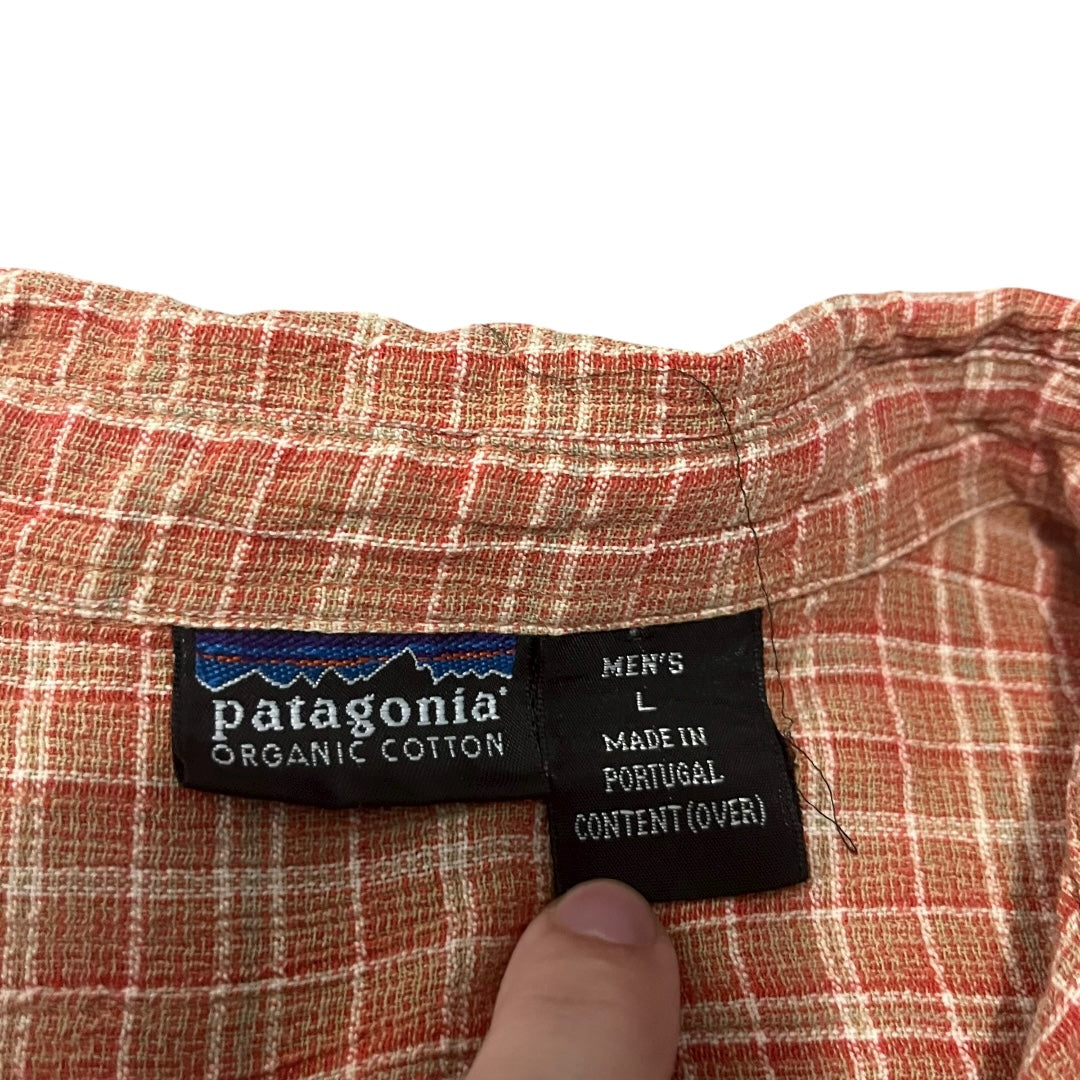 patagonia®
ORGANIC COTTON
MEN'S
L
MADE IN
PORTUGAL
CONTENT (OVER)